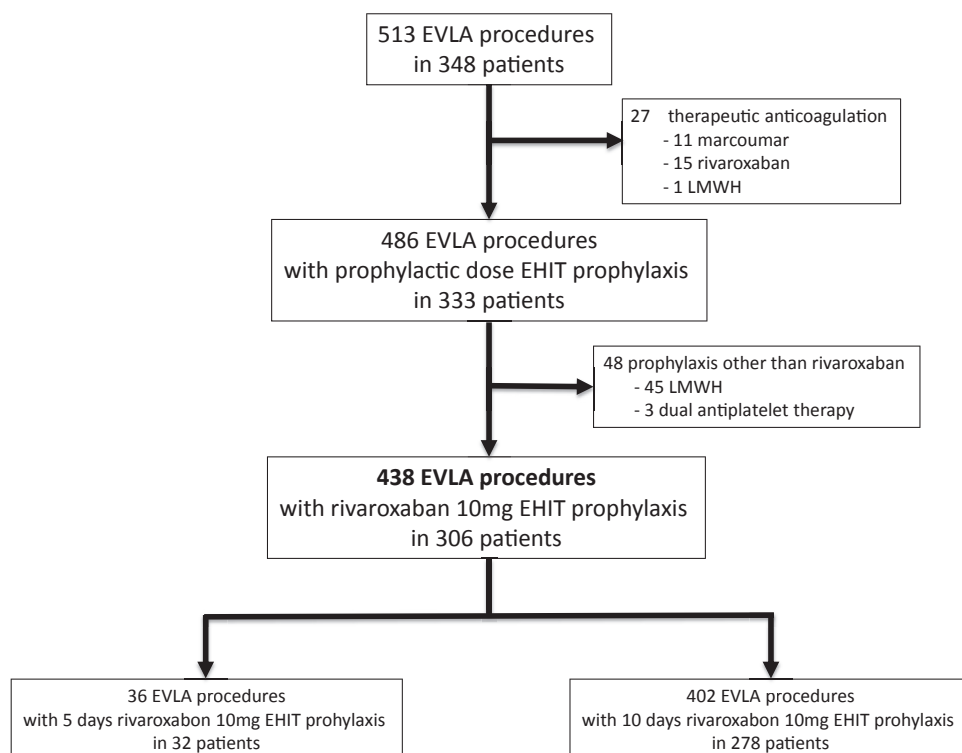 513 EVLA procedures
in 348 patients
27 therapeutic anticoagulation
- 11 marcoumar
- 15 rivaroxaban
- 1 LMWH
486 EVLA procedures
with prophylactic dose EHIT prophylaxis
in 333 patients
48 prophylaxis other than rivaroxaban
- 45 LMWH
- 3 dual antiplatelet therapy
438 EVLA procedures
with rivaroxaban 10mg EHIT prophylaxis
in 306 patients
36 EVLA procedures
with 5 days rivaroxabon 10mg EHIT prohylaxis
in 32 patients
402 EVLA procedures
with 10 days rivaroxabon 10mg EHIT prophylaxis
in 278 patients